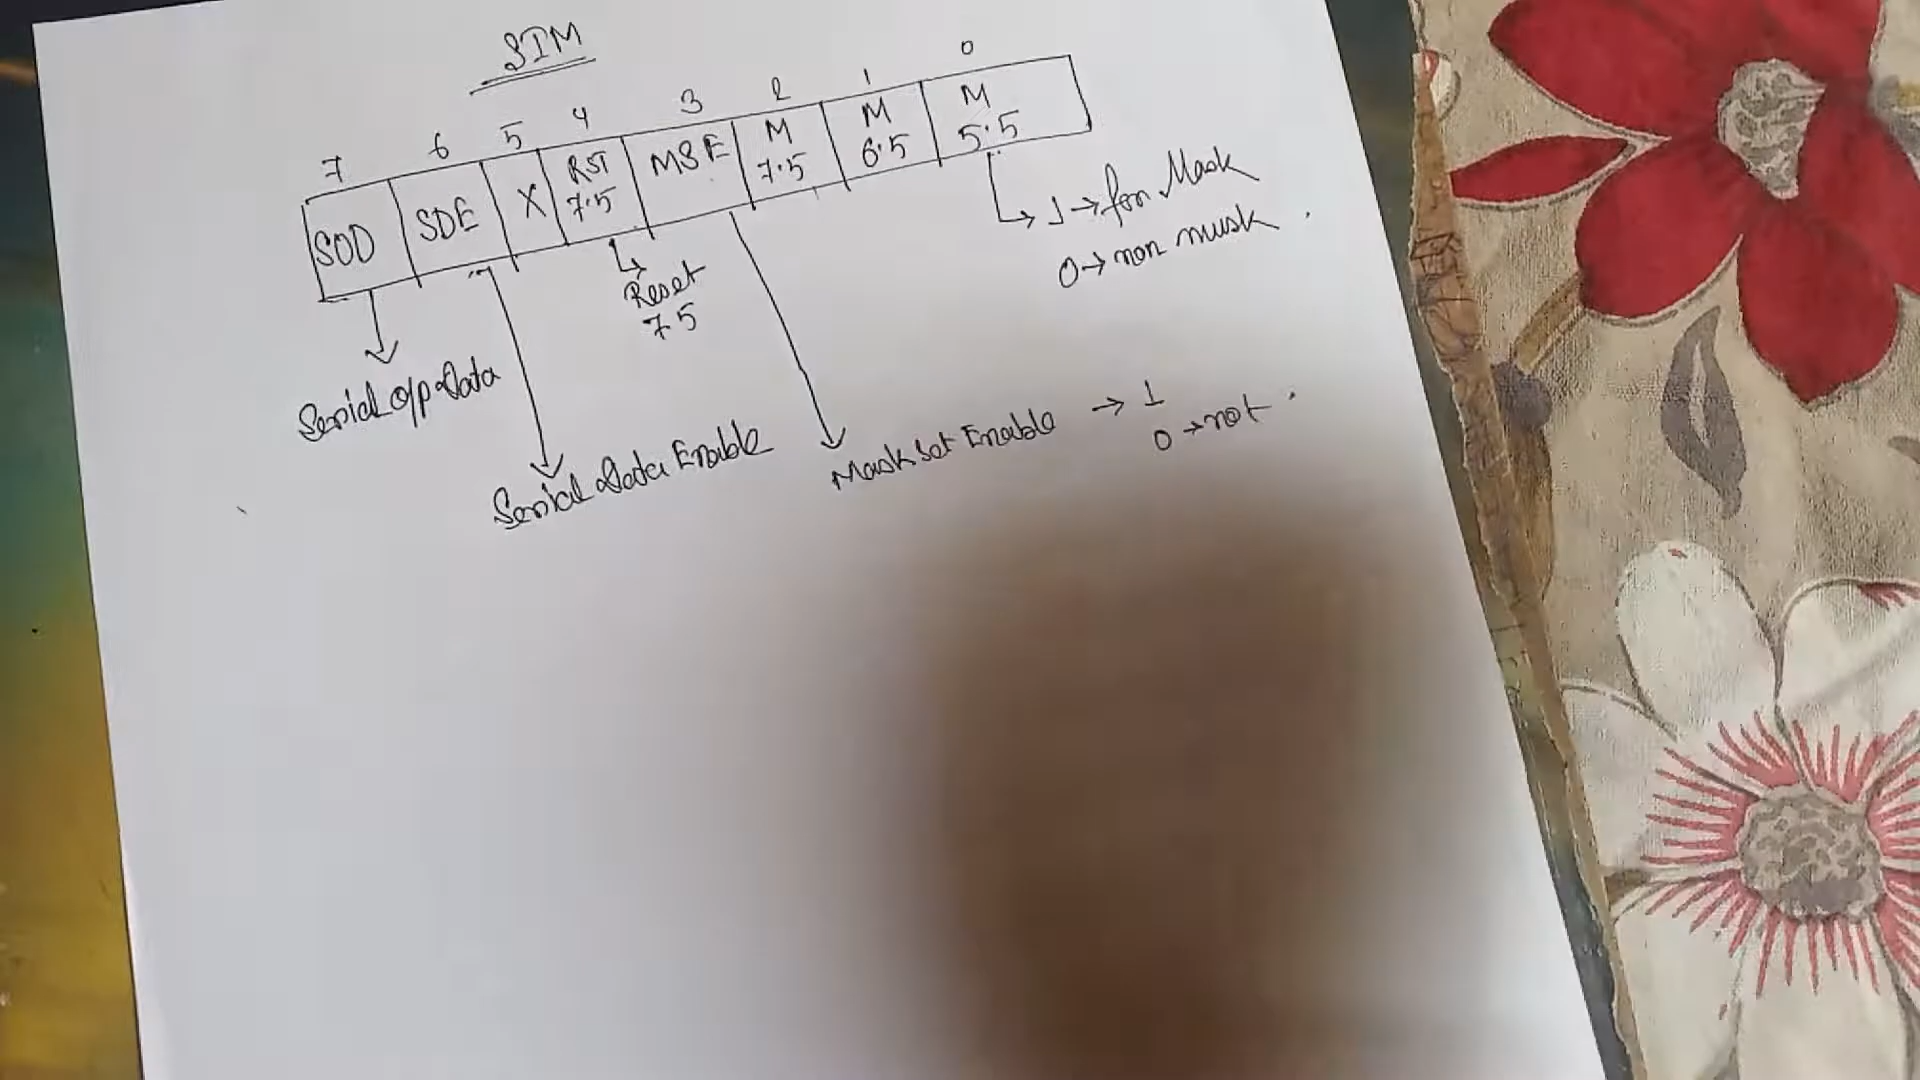 SIM
7 6 5 4 3 2 1 0
SOD SDE X RST 7.5 MSE M 7.5 M 6.5 M 5.5
↳ 1 → for Mask
0 → non musk .
↳ Reset
7.5
Serial o/p Data
Serial Data Enable
Mask Set Enable → 1
0 → not .